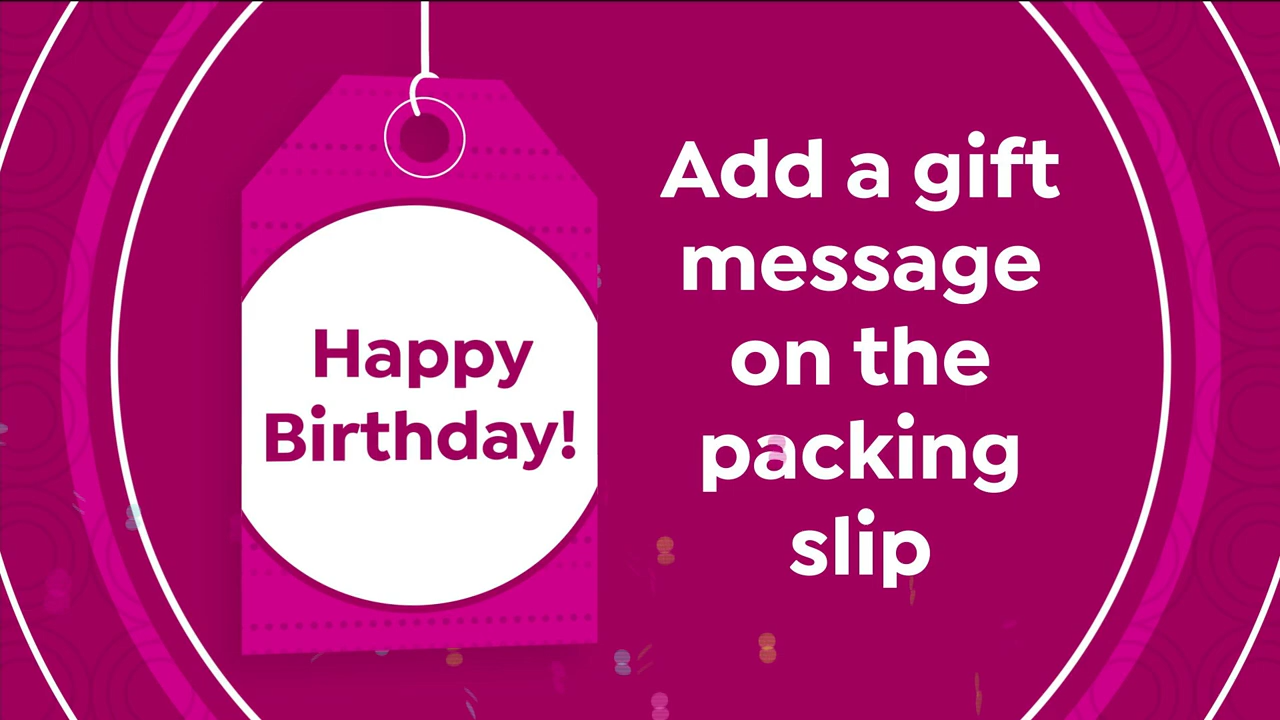 Happy
Birthday!
Add a gift
message
on the
packing
slip